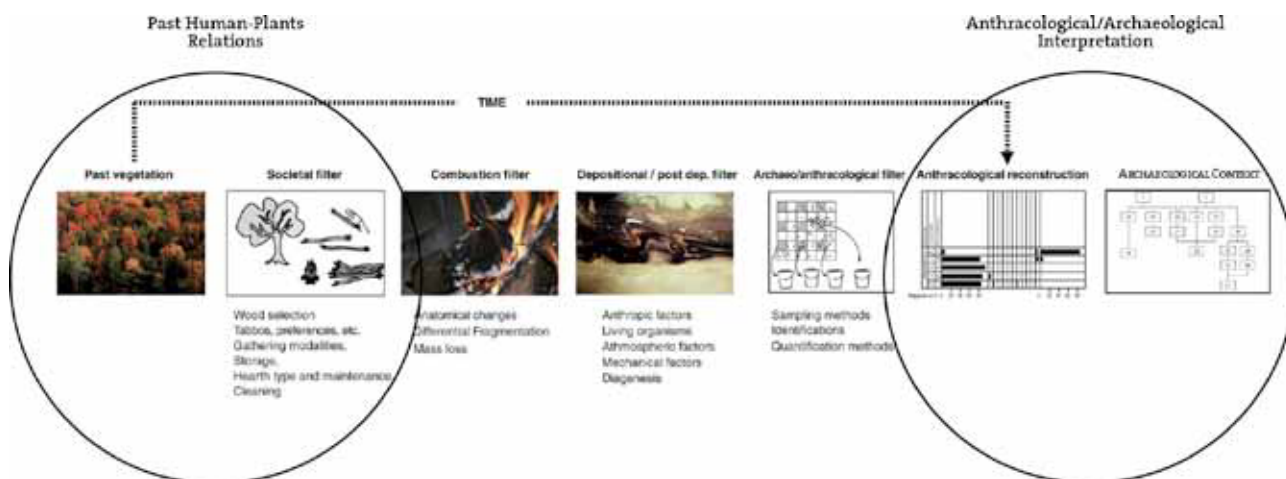 Past Human-Plants
Relations
Anthracological/Archaeological
Interpretation
TIME
Past vegetation
Societal filter
Combustion filter
Depositional / post dep. filter
Archaeo/anthracological filter
Anthracological reconstruction
ARCHAEOLOGICAL CONTEXT
Wood selection
Tabbos, preferences, etc.
Gathering modalities,
Storage,
Hearth type and maintenance,
Cleaning
Anatomical changes
Differential Fragmentation
Mass loss
Anthropic factors
Living organisms
Athmospheric factors
Mechanical factors
Diagenesis
Sampling methods
Identifications
Quantification methods